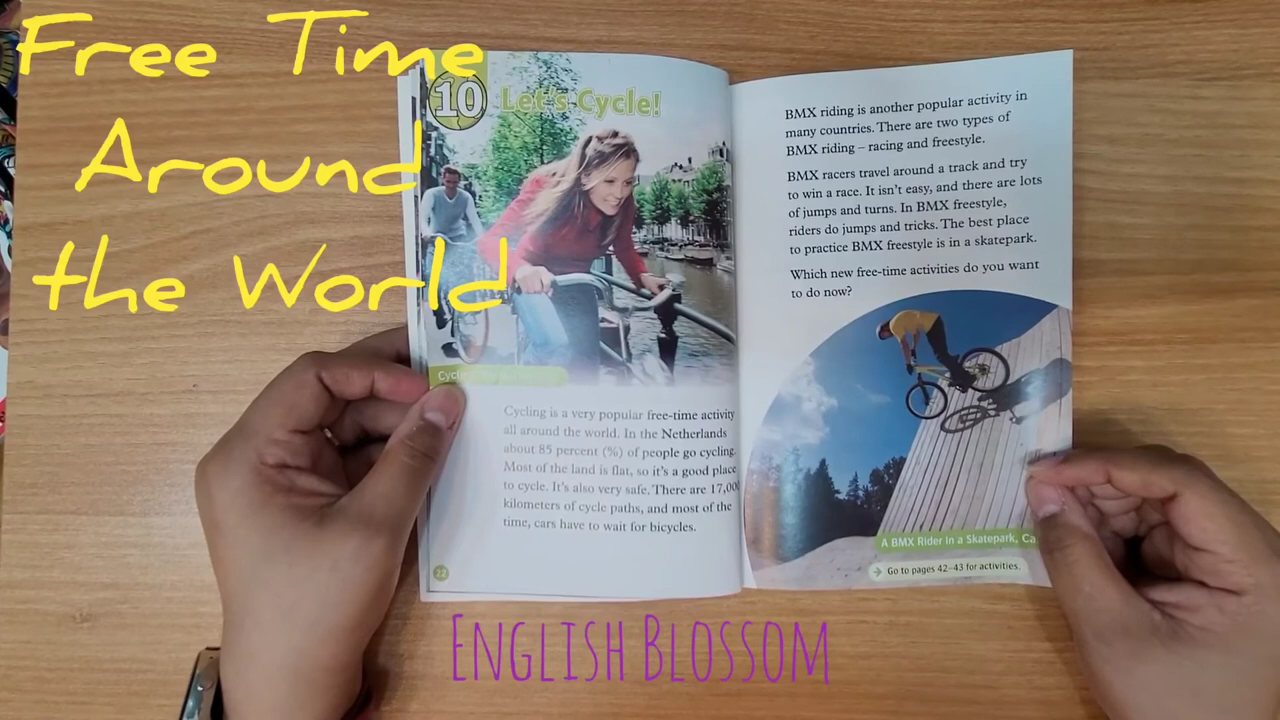 Free Time
Around
the World
10 Let's Cycle!
Cycling is a very popular free-time activity
all around the world. In the Netherlands
about 85 percent (%) of people go cycling.
Most of the land is flat, so it's a good place
to cycle. It's also very safe. There are 17,000
kilometers of cycle paths, and most of the
time, cars have to wait for bicycles.
22
BMX riding is another popular activity in
many countries. There are two types of
BMX riding – racing and freestyle.
BMX racers travel around a track and try
to win a race. It isn't easy, and there are lots
of jumps and turns. In BMX freestyle,
riders do jumps and tricks. The best place
to practice BMX freestyle is in a skatepark.
Which new free-time activities do you want
to do now?
A BMX Rider in a Skatepark,
Go to pages 42–43 for activities.
English Blossom